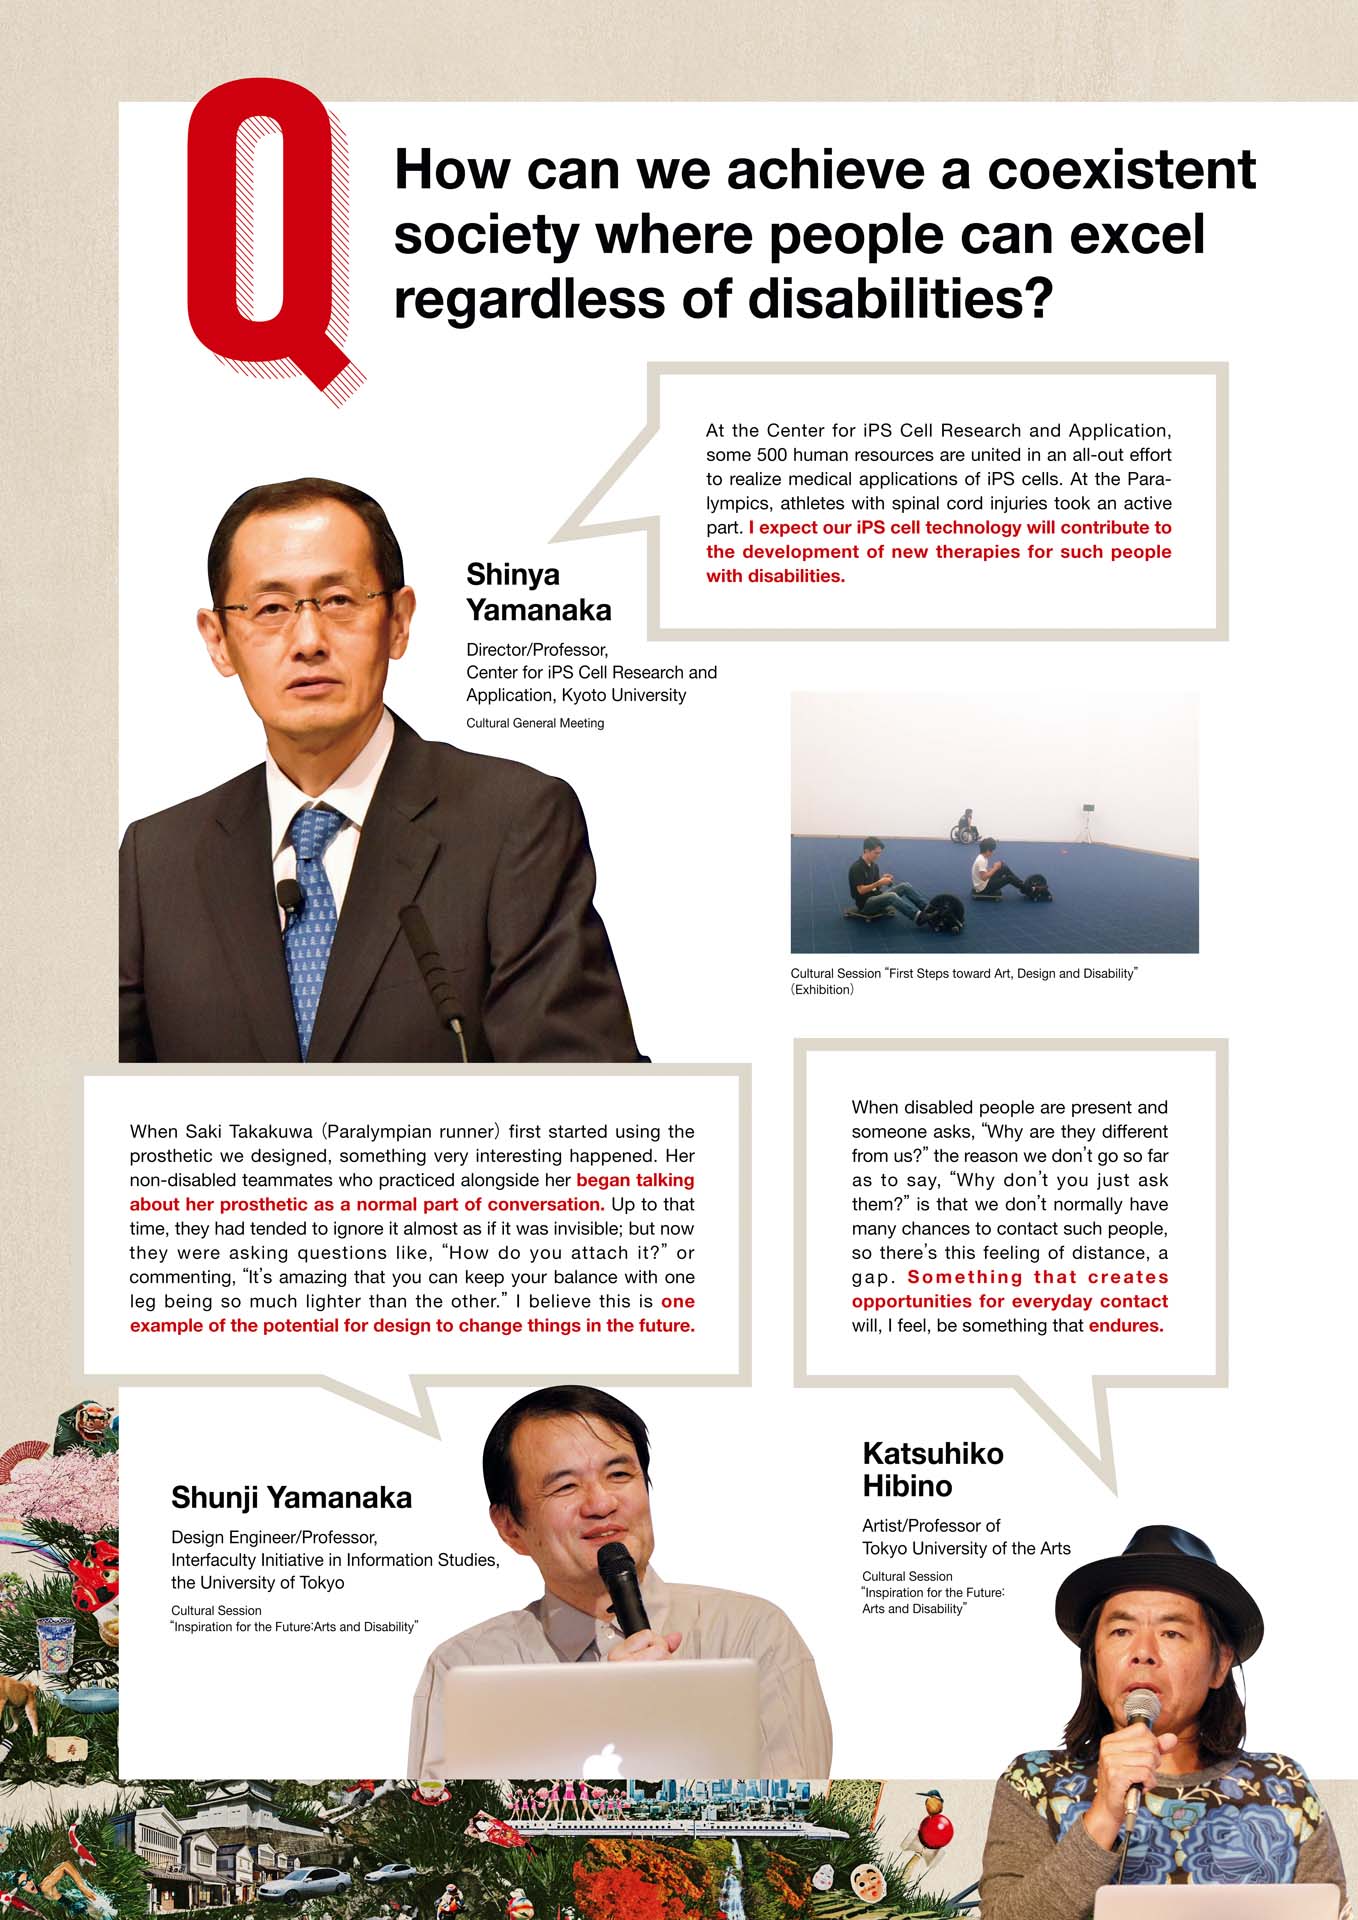 Q
How can we achieve a coexistent
society where people can excel
regardless of disabilities?
At the Center for iPS Cell Research and Application,
some 500 human resources are united in an all-out effort
to realize medical applications of iPS cells. At the Para-
lympics, athletes with spinal cord injuries took an active
part. I expect our iPS cell technology will contribute to
the development of new therapies for such people
with disabilities.
Shinya
Yamanaka
Director/Professor,
Center for iPS Cell Research and
Application, Kyoto University
Cultural General Meeting
Cultural Session “First Steps toward Art, Design and Disability”
(Exhibition)
When Saki Takakuwa (Paralympian runner) first started using the
prosthetic we designed, something very interesting happened. Her
non-disabled teammates who practiced alongside her began talking
about her prosthetic as a normal part of conversation. Up to that
time, they had tended to ignore it almost as if it was invisible; but now
they were asking questions like, “How do you attach it?” or
commenting, “It’s amazing that you can keep your balance with one
leg being so much lighter than the other.” I believe this is one
example of the potential for design to change things in the future.
When disabled people are present and
someone asks, “Why are they different
from us?” the reason we don’t go so far
as to say, “Why don’t you just ask
them?” is that we don’t normally have
many chances to contact such people,
so there’s this feeling of distance, a
gap. Something that creates
opportunities for everyday contact
will, I feel, be something that endures.
Shunji Yamanaka
Design Engineer/Professor,
Interfaculty Initiative in Information Studies,
the University of Tokyo
Cultural Session
“Inspiration for the Future:Arts and Disability”
Katsuhiko
Hibino
Artist/Professor of
Tokyo University of the Arts
Cultural Session
“Inspiration for the Future:
Arts and Disability”